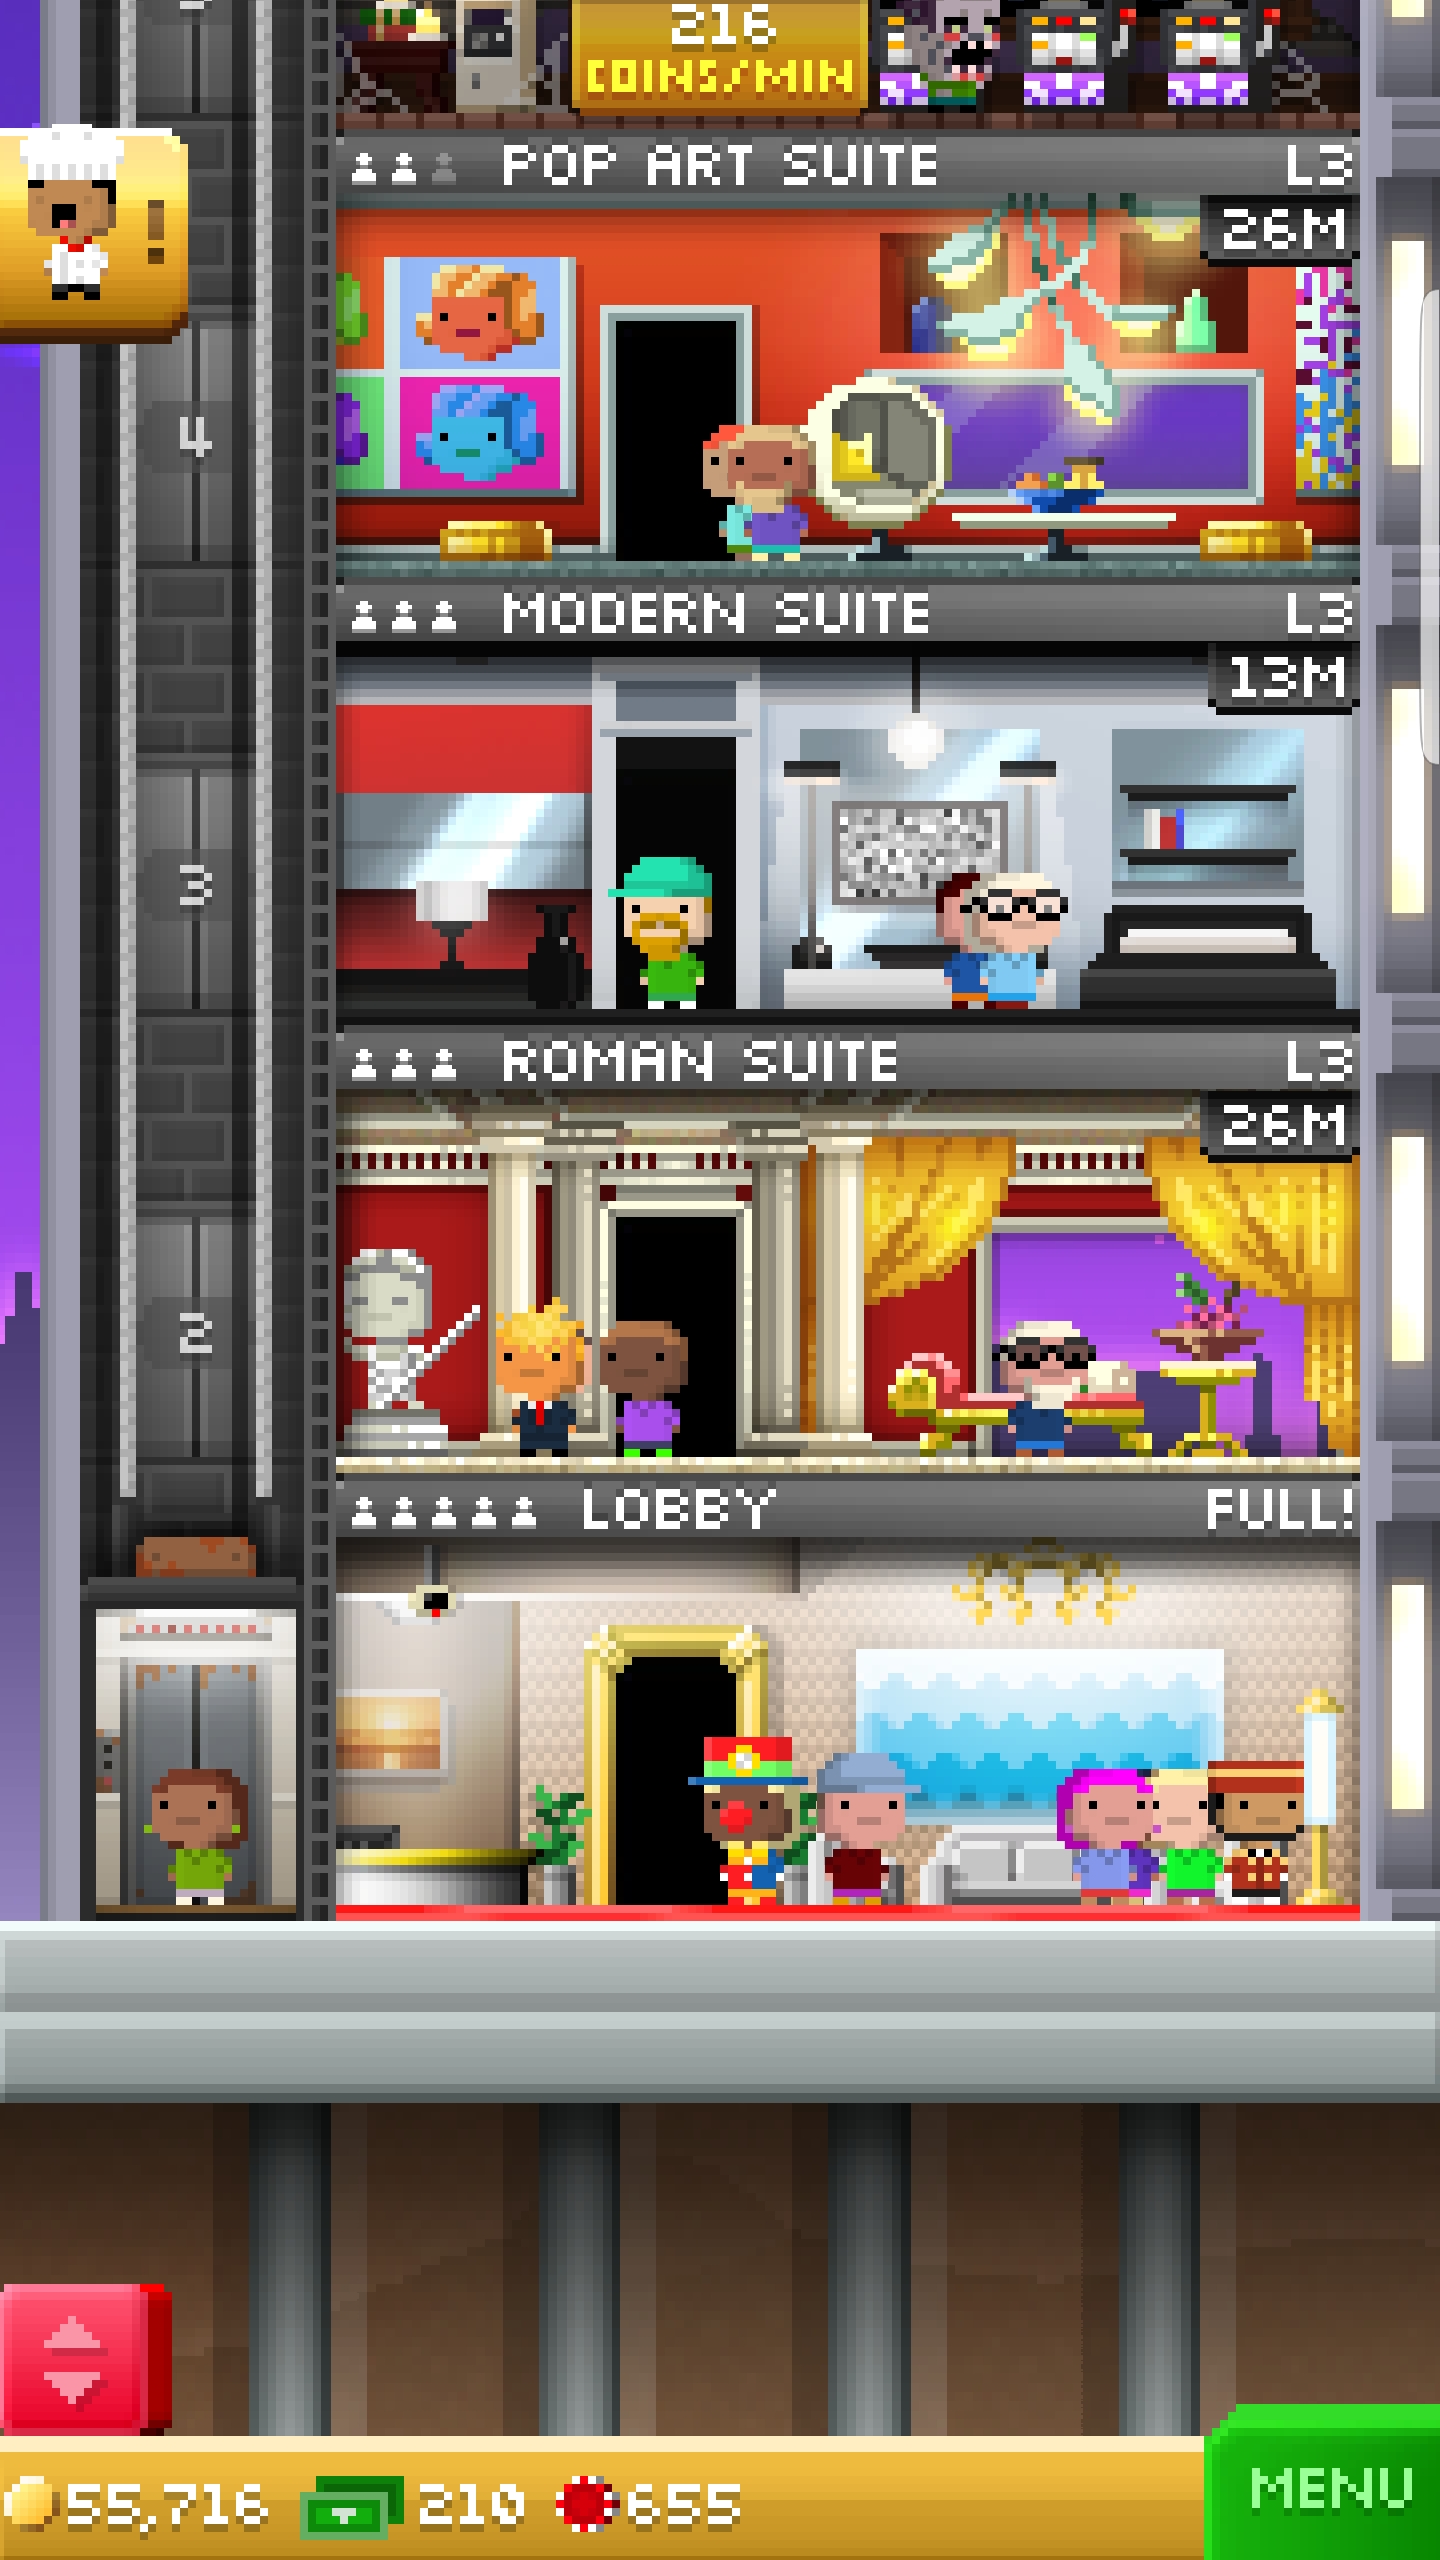 216
COINS/MIN
POP ART SUITE L3
26M
!
4
MODERN SUITE L3
13M
3
ROMAN SUITE L3
26M
2
LOBBY FULL!
MENU
55,716 210 655